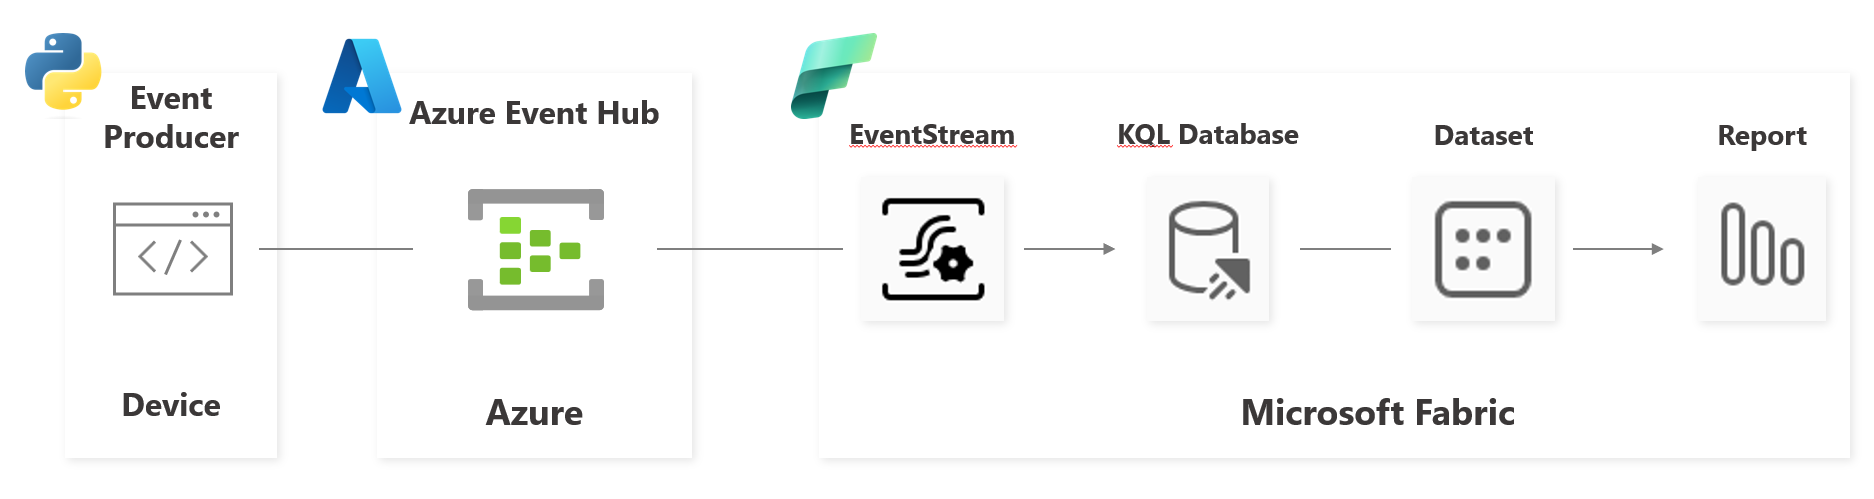 Event
Producer
Azure Event Hub
EventStream
KQL Database
Dataset
Report
</>
Device
Azure
Microsoft Fabric